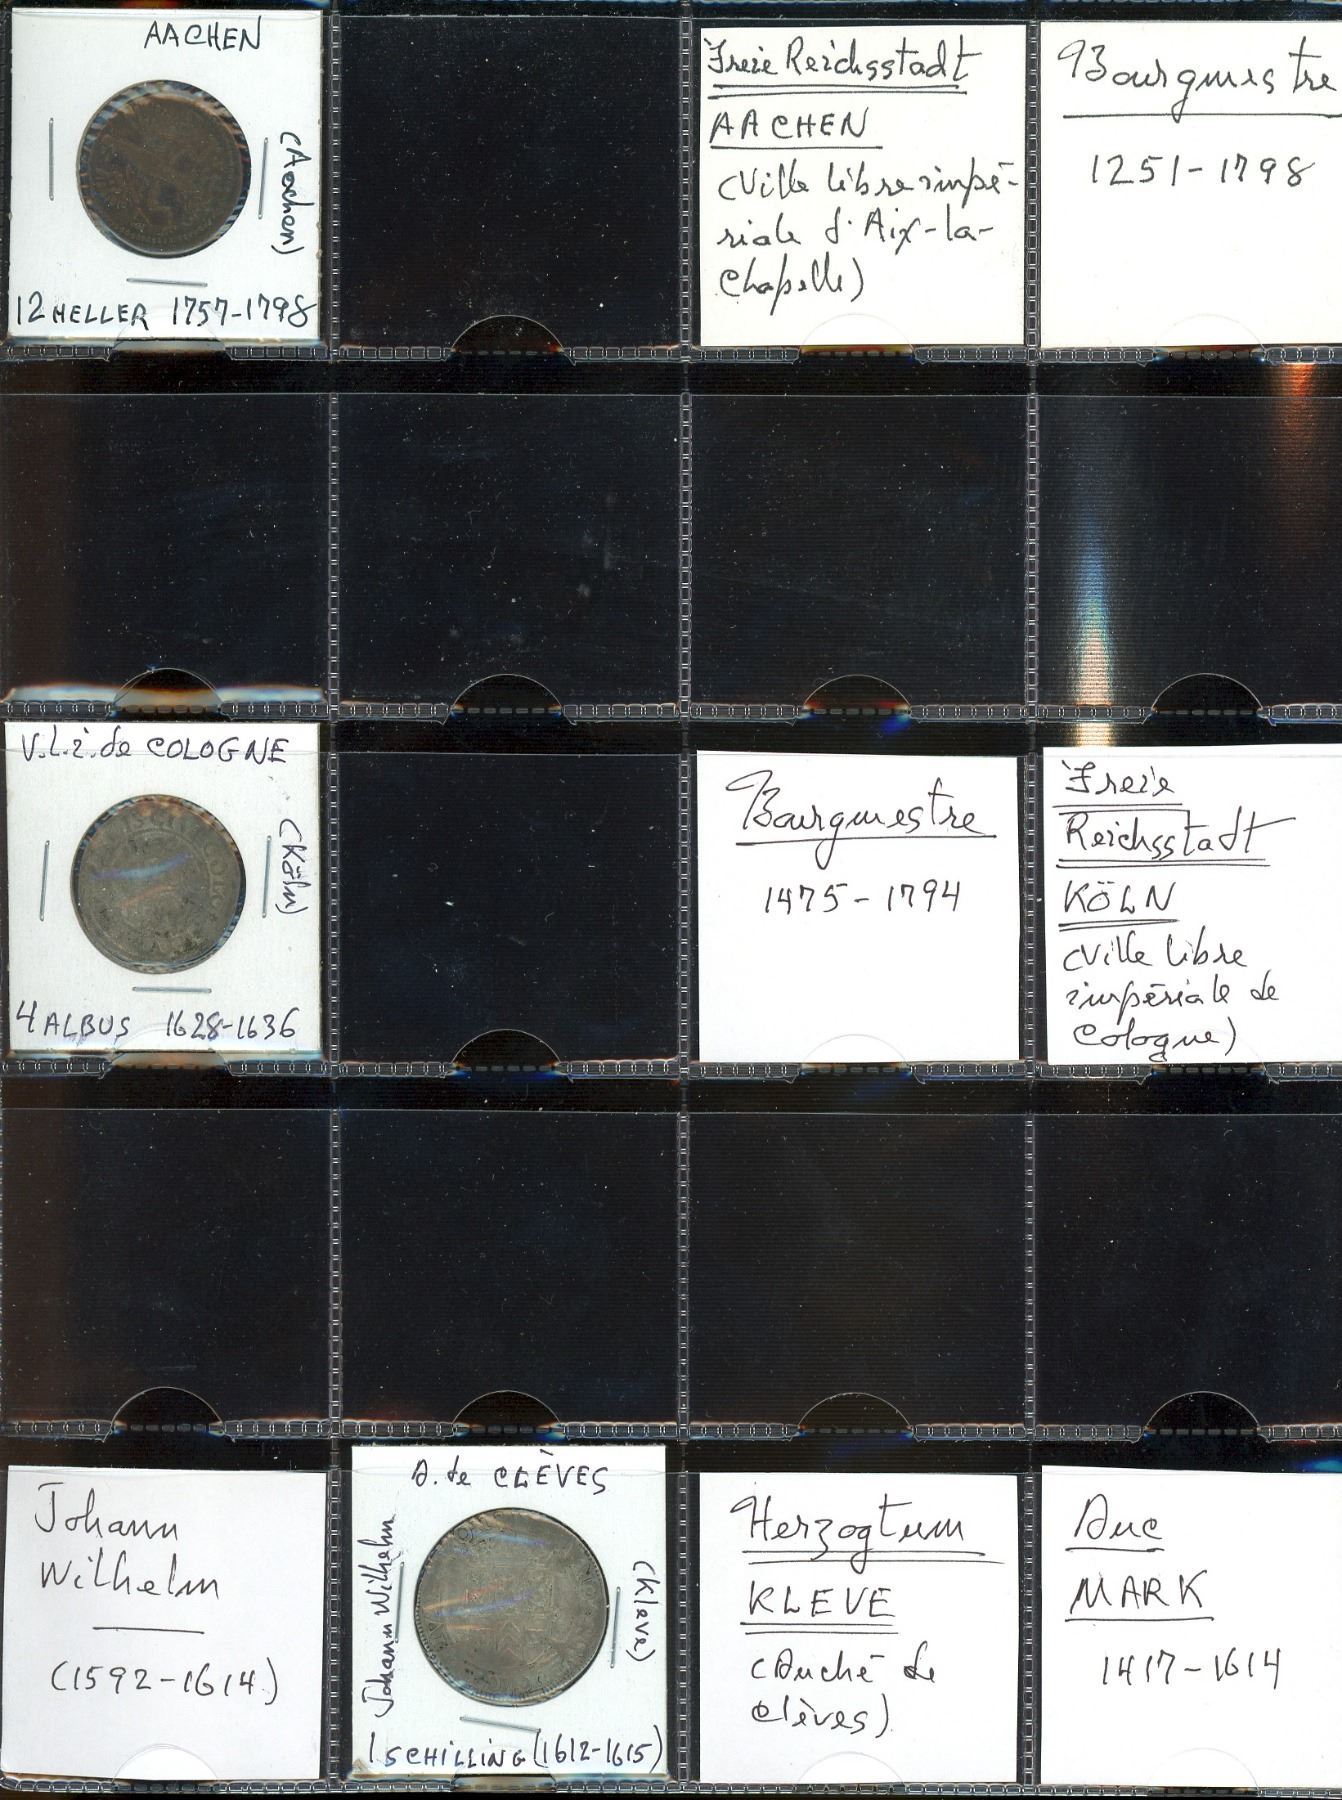 AACHEN
(Aachen)
12 HELLER 1757-1798
Freie Reichsstadt
AACHEN
(Ville libre impé-
riale d'Aix-la-
Chapelle)
Bourgmestre
1251-1798
V.L.i. de COLOGNE
(Köln)
4 ALBUS 1628-1636
Bourgmestre
1475-1794
Freie
Reichsstadt
KÖLN
(Ville libre
impériale de
Cologne)
Johann
Wilhelm
(1592-1614)
D. de CLÈVES
Johann Wilhelm
(Kleve)
1 SCHILLING (1612-1615)
Herzogtum
KLEVE
(Duché de
Clèves)
Duc
MARK
1417-1614